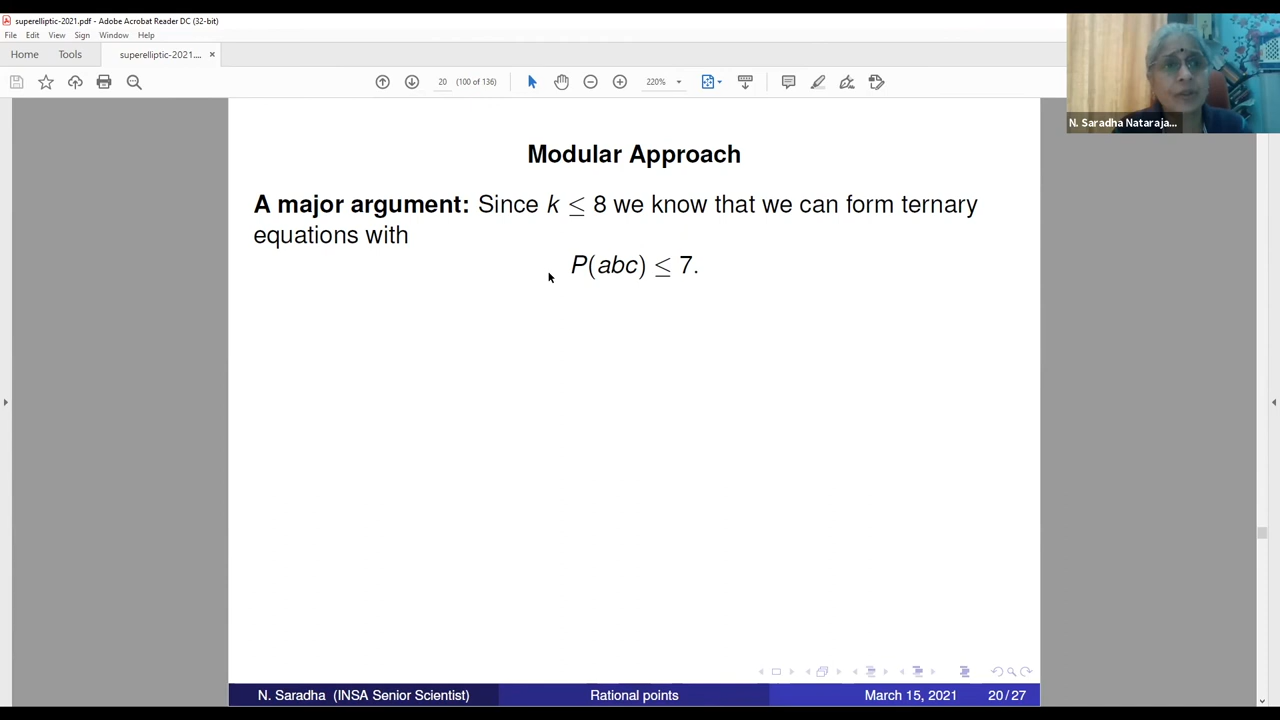 superelliptic-2021.pdf - Adobe Acrobat Reader DC (32-bit)
File Edit View Sign Window Help
Home Tools superelliptic-2021.... ×
20 (100 of 136) 220%
N. Saradha Nataraja...
Modular Approach
A major argument: Since k ≤ 8 we know that we can form ternary
equations with
P(abc) ≤ 7.
N. Saradha (INSA Senior Scientist) Rational points March 15, 2021 20/27